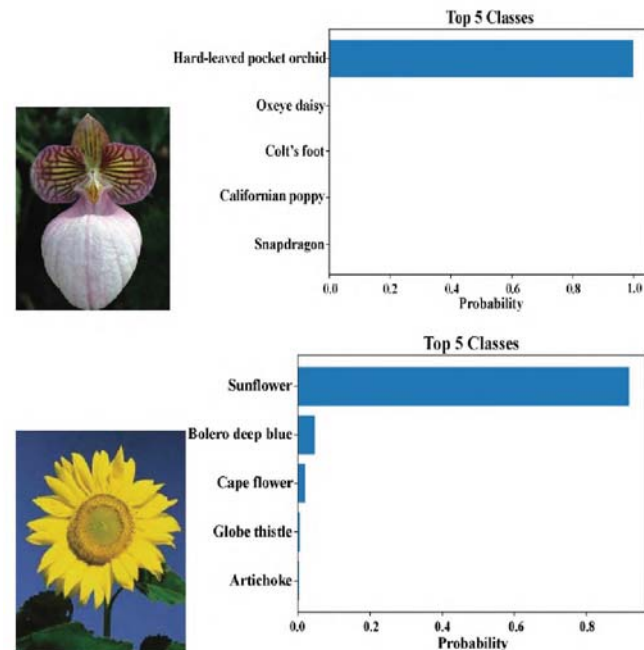 Top 5 Classes
Hard-leaved pocket orchid
Oxeye daisy
Colt's foot
Californian poppy
Snapdragon
0.0 0.2 0.4 0.6 0.8 1.0
Probability
Top 5 Classes
Sunflower
Bolero deep blue
Cape flower
Globe thistle
Artichoke
0.0 0.2 0.4 0.6 0.8
Probability